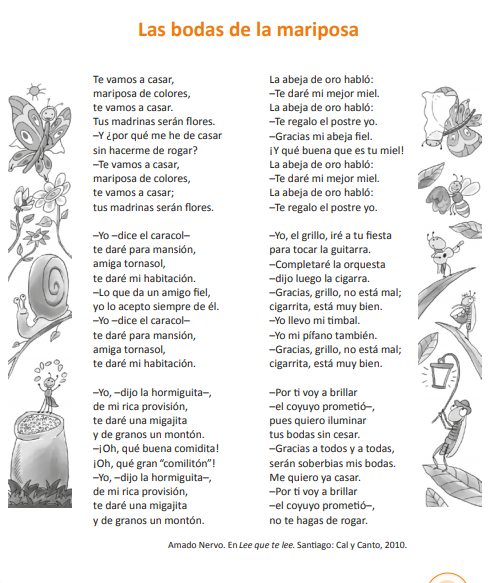 Las bodas de la mariposa
Te vamos a casar,
mariposa de colores,
te vamos a casar.
Tus madrinas serán flores.
–Y ¿por qué me he de casar
sin hacerme de rogar?
–Te vamos a casar,
mariposa de colores,
te vamos a casar;
tus madrinas serán flores.
–Yo –dice el caracol–
te daré para mansión,
amiga tornasol,
te daré mi habitación.
–Lo que da un amigo fiel,
yo lo acepto siempre de él.
–Yo –dice el caracol–
te daré para mansión,
amiga tornasol,
te daré mi habitación.
–Yo, –dijo la hormiguita–,
de mi rica provisión,
te daré una migajita
y de granos un montón.
–¡Oh, qué buena comidita!
¡Oh, qué gran “comilitón”!
–Yo, –dijo la hormiguita–,
de mi rica provisión,
te daré una migajita
y de granos un montón.
La abeja de oro habló:
–Te daré mi mejor miel.
La abeja de oro habló:
–Te regalo el postre yo.
–Gracias mi abeja fiel.
¡Y qué buena que es tu miel!
La abeja de oro habló:
–Te daré mi mejor miel.
La abeja de oro habló:
–Te regalo el postre yo.
–Yo, el grillo, iré a tu fiesta
para tocar la guitarra.
–Completaré la orquesta
–dijo luego la cigarra.
–Gracias, grillo, no está mal;
cigarrita, está muy bien.
–Yo llevo mi timbal.
–Yo mi pífano también.
–Gracias, grillo, no está mal;
cigarrita, está muy bien.
–Por ti voy a brillar
–el coyuyo prometió–,
pues quiero iluminar
tus bodas sin cesar.
–Gracias a todos y a todas,
serán soberbias mis bodas.
Me quiero ya casar.
–Por ti voy a brillar
–el coyuyo prometió–,
no te hagas de rogar.
Amado Nervo. En Lee que te lee. Santiago: Cal y Canto, 2010.